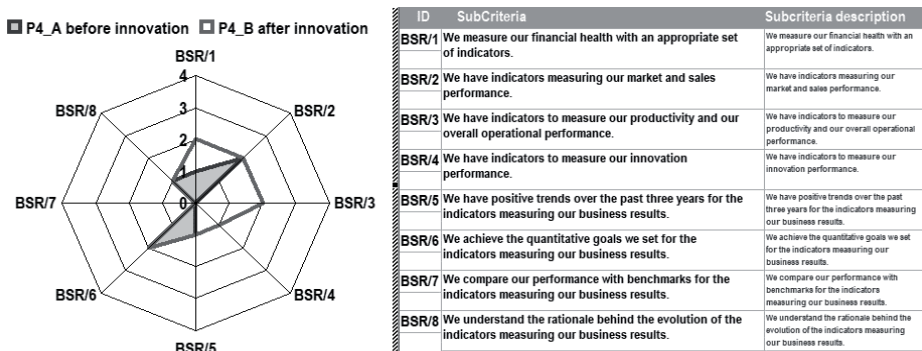 P4_A before innovation P4_B after innovation
BSR/1
4
BSR/8
3
BSR/2
2
1
BSR/7
0
BSR/3
BSR/6
BSR/4
BSR/5
ID SubCriteria Subcriteria description
BSR/1 We measure our financial health with an appropriate set
of indicators.
We measure our financial health with an
appropriate set of indicators.
BSR/2 We have indicators measuring our market and sales
performance.
We have indicators measuring our
market and sales performance.
BSR/3 We have indicators to measure our productivity and our
overall operational performance.
We have indicators to measure our
productivity and our overall operational
performance.
BSR/4 We have indicators to measure our innovation
performance.
We have indicators to measure our
innovation performance.
BSR/5 We have positive trends over the past three years for the
indicators measuring our business results.
We have positive trends over the past
three years for the indicators measuring
our business results.
BSR/6 We achieve the quantitative goals we set for the
indicators measuring our business results.
We achieve the quantitative goals we set
for the indicators measuring our
business results.
BSR/7 We compare our performance with benchmarks for the
indicators measuring our business results.
We compare our performance with
benchmarks for the indicators
measuring our business results.
BSR/8 We understand the rationale behind the evolution of the
indicators measuring our business results.
We understand the rationale behind the
evolution of the indicators measuring
our business results.